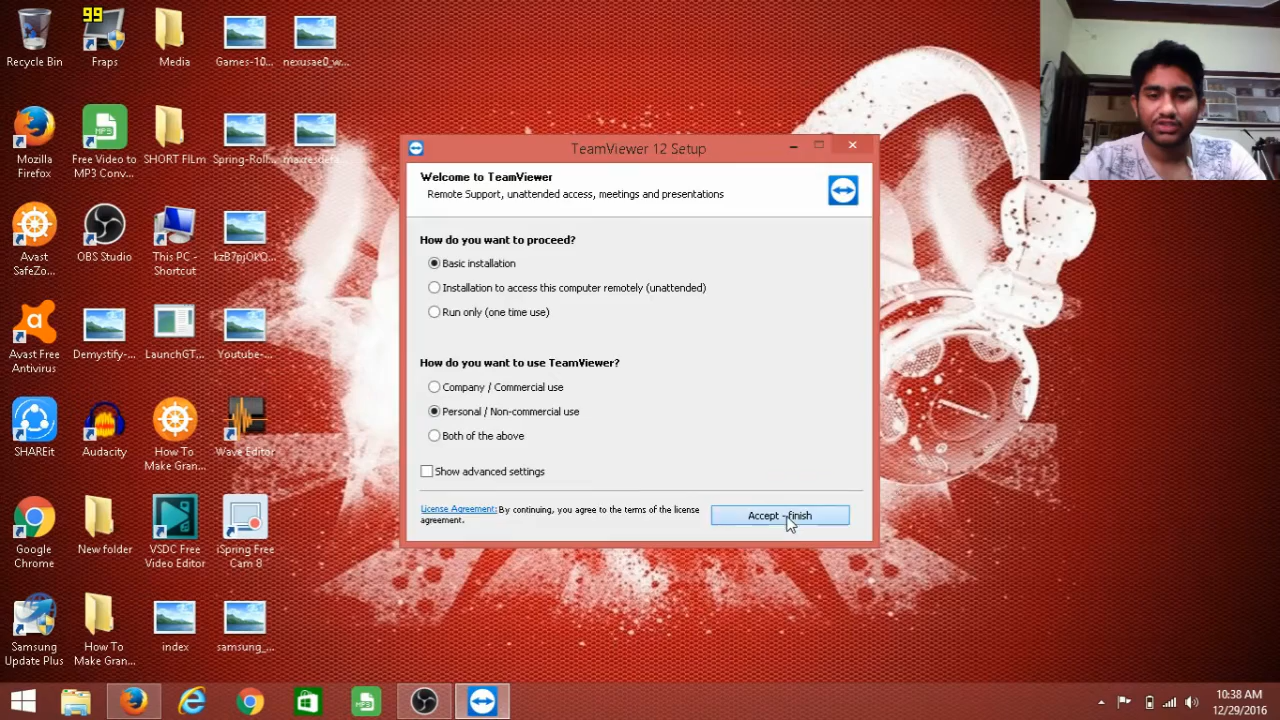 99
Recycle Bin
Fraps
Media
Games-10...
nexusae0_w...
Mozilla
Firefox
Free Video to
MP3 Conv...
SHORT FILm
Spring-Roll...
maxresdefa...
Avast
SafeZo...
OBS Studio
This PC -
Shortcut
kzB7pjOkQ...
Avast Free
Antivirus
Demystify-...
LaunchGT...
Youtube-...
SHAREit
Audacity
How To
Make Gran...
Wave Editor
Google
Chrome
New folder
VSDC Free
Video Editor
iSpring Free
Cam 8
Samsung
Update Plus
How To
Make Gran...
index
samsung_...
TeamViewer 12 Setup
Welcome to TeamViewer
Remote Support, unattended access, meetings and presentations
How do you want to proceed?
Basic installation
Installation to access this computer remotely (unattended)
Run only (one time use)
How do you want to use TeamViewer?
Company / Commercial use
Personal / Non-commercial use
Both of the above
Show advanced settings
License Agreement: By continuing, you agree to the terms of the license
agreement.
Accept - finish
MP3
MP3
10:38 AM
12/29/2016